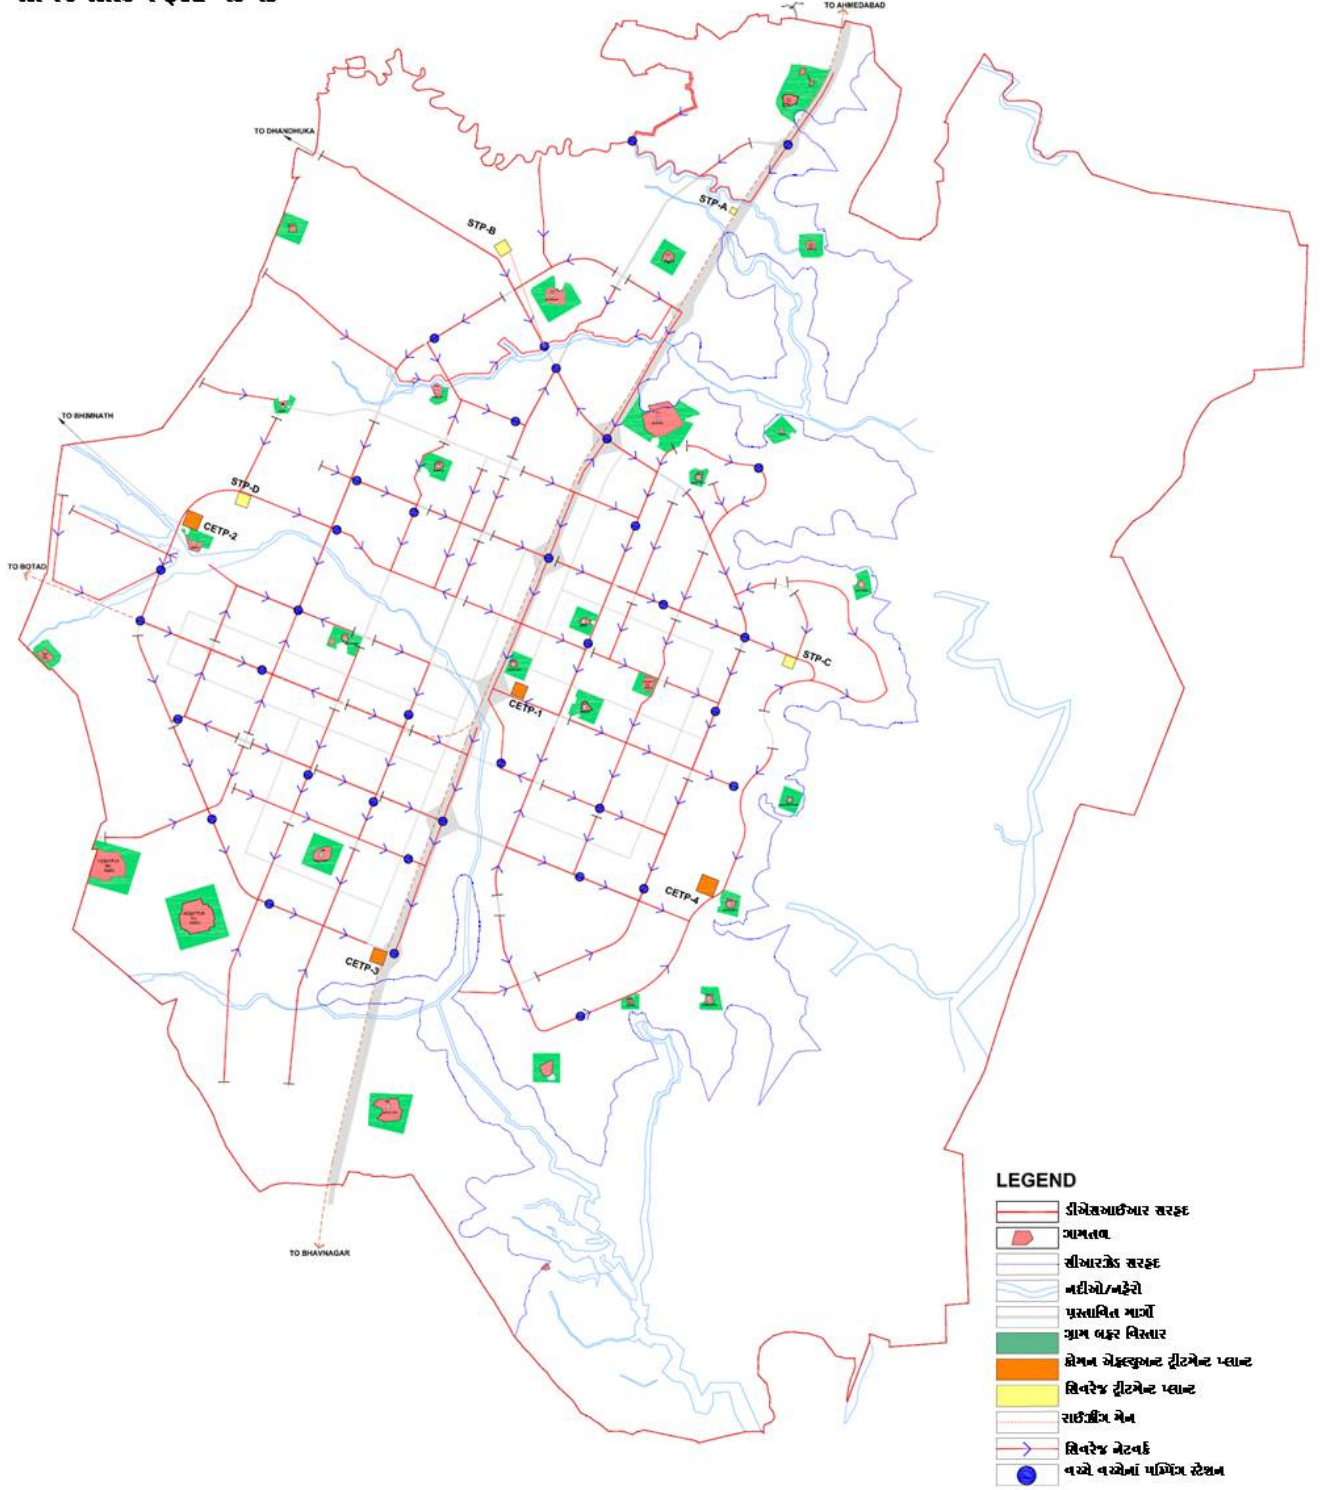 TO AHMEDABAD
TO DHANDHUKA
STP-A
STP-B
TO BHIMNATH
STP-D
CETP-2
TO BOTAD
STP-C
CETP-1
CETP-4
CETP-3
TO BHAVNAGAR
LEGEND
ડીએસઆઈઆર સરહદ
ગામતળ
સીઆરઝેડ સરહદ
નદીઓ/નહેરો
પ્રસ્તાવિત માર્ગો
ગ્રામ બફર વિસ્તાર
કોમન એફ્લ્યુઅન્ટ ટ્રીટમેન્ટ પ્લાન્ટ
સિવરેજ ટ્રીટમેન્ટ પ્લાન્ટ
રાઈઝીંગ મેન
સિવરેજ નેટવર્ક
વચ્ચે વચ્ચેનાં પમ્પિંગ સ્ટેશન